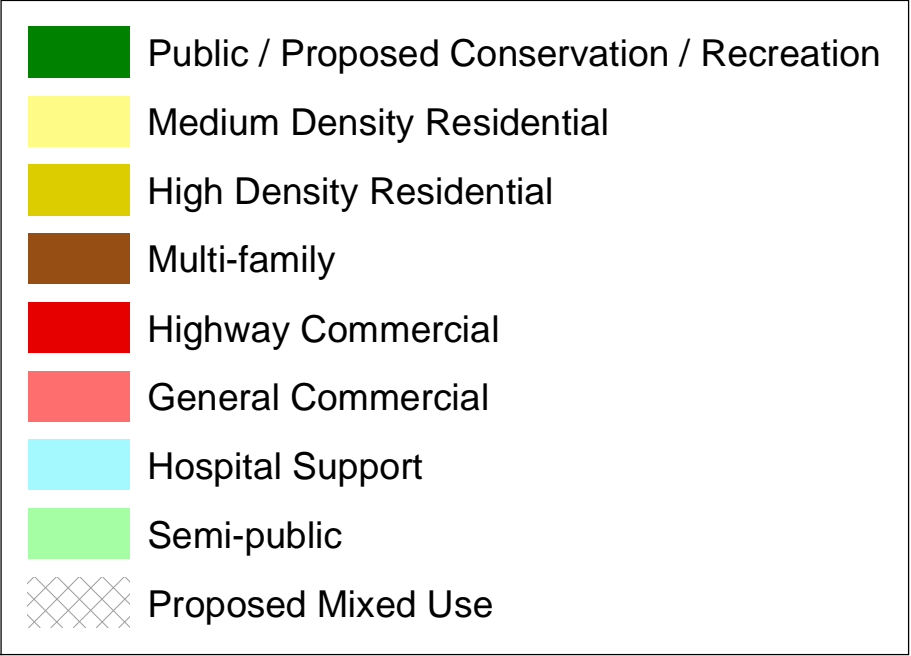 Public / Proposed Conservation / Recreation
Medium Density Residential
High Density Residential
Multi-family
Highway Commercial
General Commercial
Hospital Support
Semi-public
Proposed Mixed Use